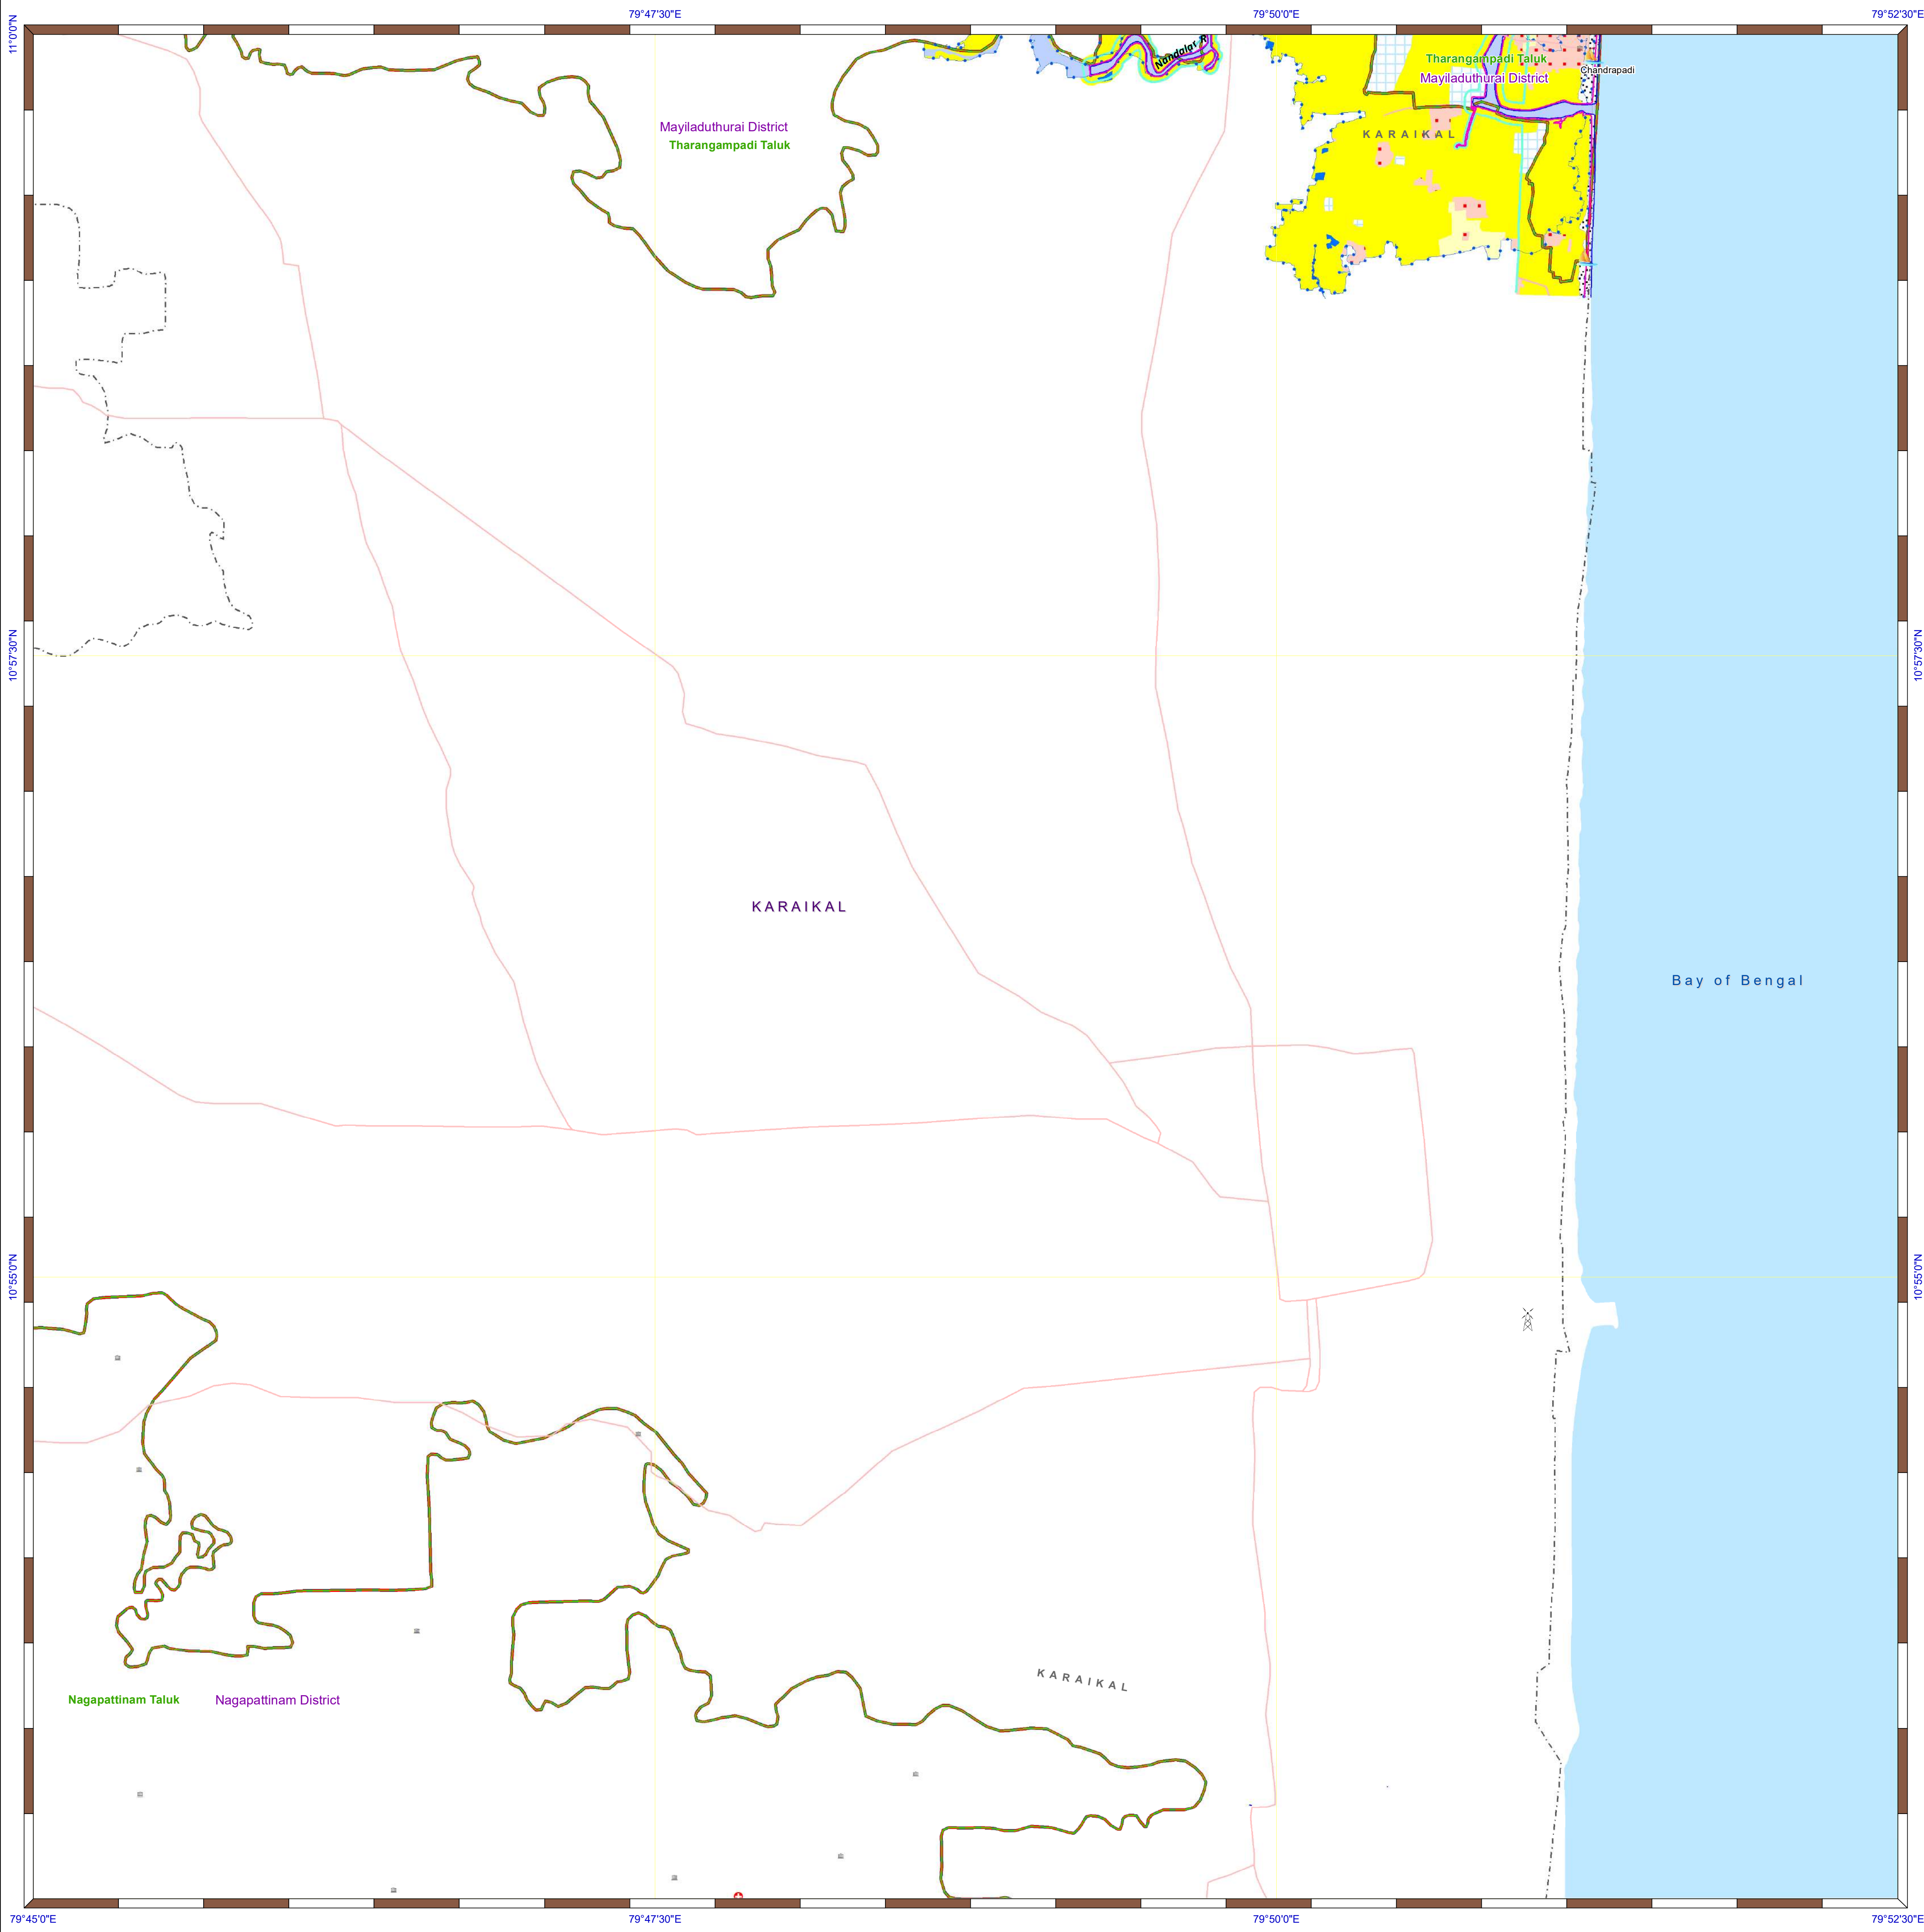 79°47'30"E
79°50'0"E
79°52'30"E
11°0'0"N
Nandalar R
Tharangampadi Taluk
Chandrapadi
Mayiladuthurai District
Mayiladuthurai District
KARAIKAL
Tharangampadi Taluk
10°57'30"N
10°57'30"N
KARAIKAL
Bay of Bengal
10°55'0"N
10°55'0"N
KARAIKAL
Nagapattinam Taluk
Nagapattinam District
79°45'0"E
79°47'30"E
79°50'0"E
79°52'30"E